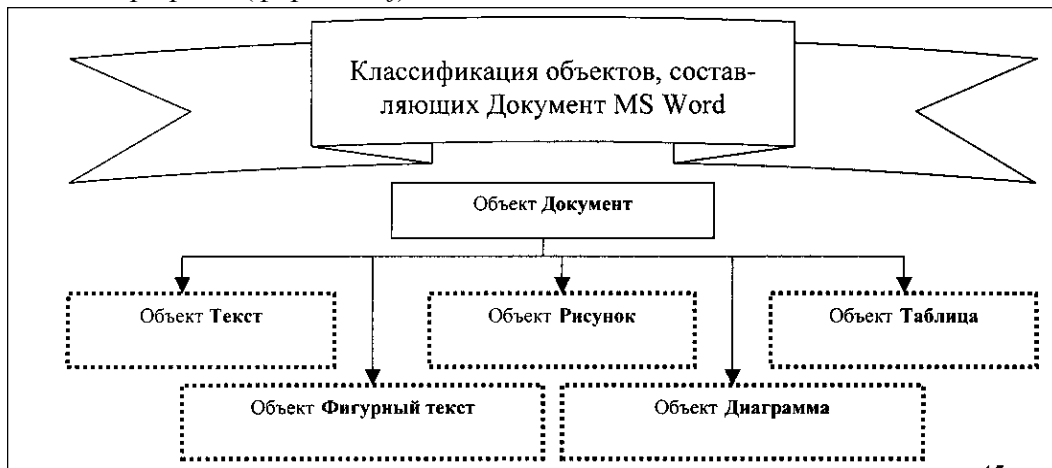 Классификация объектов, состав-
ляющих Документ MS Word
Объект Документ
Объект Текст
Объект Рисунок
Объект Таблица
Объект Фигурный текст
Объект Диаграмма